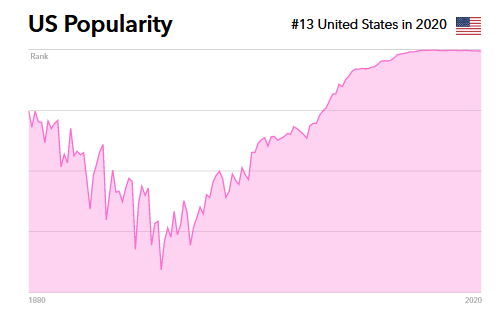 US Popularity
#13 United States in 2020
Rank
1880
2020